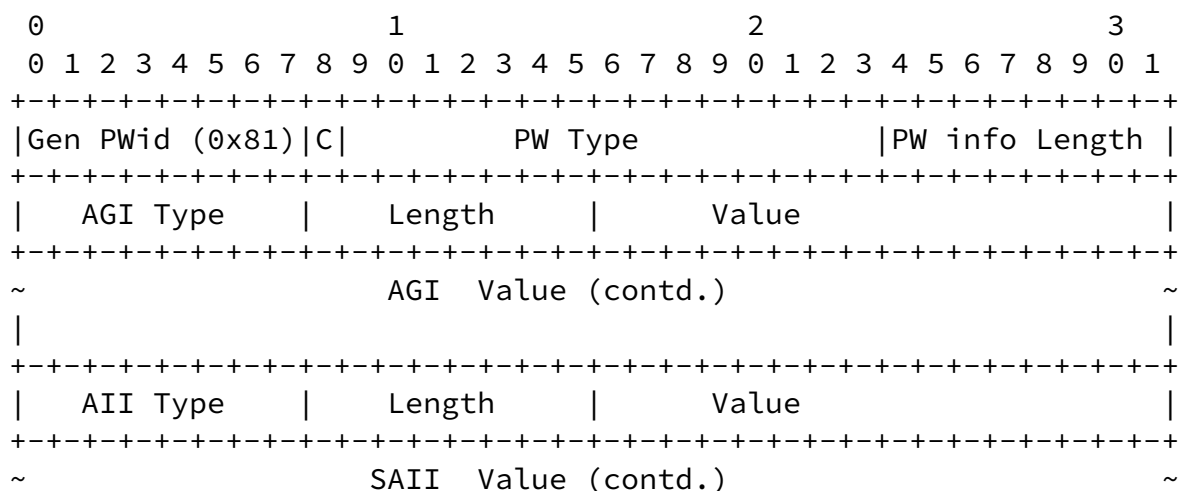 0                   1                   2                   3
 0 1 2 3 4 5 6 7 8 9 0 1 2 3 4 5 6 7 8 9 0 1 2 3 4 5 6 7 8 9 0 1
+-+-+-+-+-+-+-+-+-+-+-+-+-+-+-+-+-+-+-+-+-+-+-+-+-+-+-+-+-+-+-+-+
|Gen PWid (0x81)|C|         PW Type             |PW info Length |
+-+-+-+-+-+-+-+-+-+-+-+-+-+-+-+-+-+-+-+-+-+-+-+-+-+-+-+-+-+-+-+-+
|   AGI Type    |    Length     |      Value                    |
+-+-+-+-+-+-+-+-+-+-+-+-+-+-+-+-+-+-+-+-+-+-+-+-+-+-+-+-+-+-+-+-+
~                    AGI  Value (contd.)                        ~
|                                                               |
+-+-+-+-+-+-+-+-+-+-+-+-+-+-+-+-+-+-+-+-+-+-+-+-+-+-+-+-+-+-+-+-+
|   AII Type    |    Length     |      Value                    |
+-+-+-+-+-+-+-+-+-+-+-+-+-+-+-+-+-+-+-+-+-+-+-+-+-+-+-+-+-+-+-+-+
~                   SAII  Value (contd.)                        ~